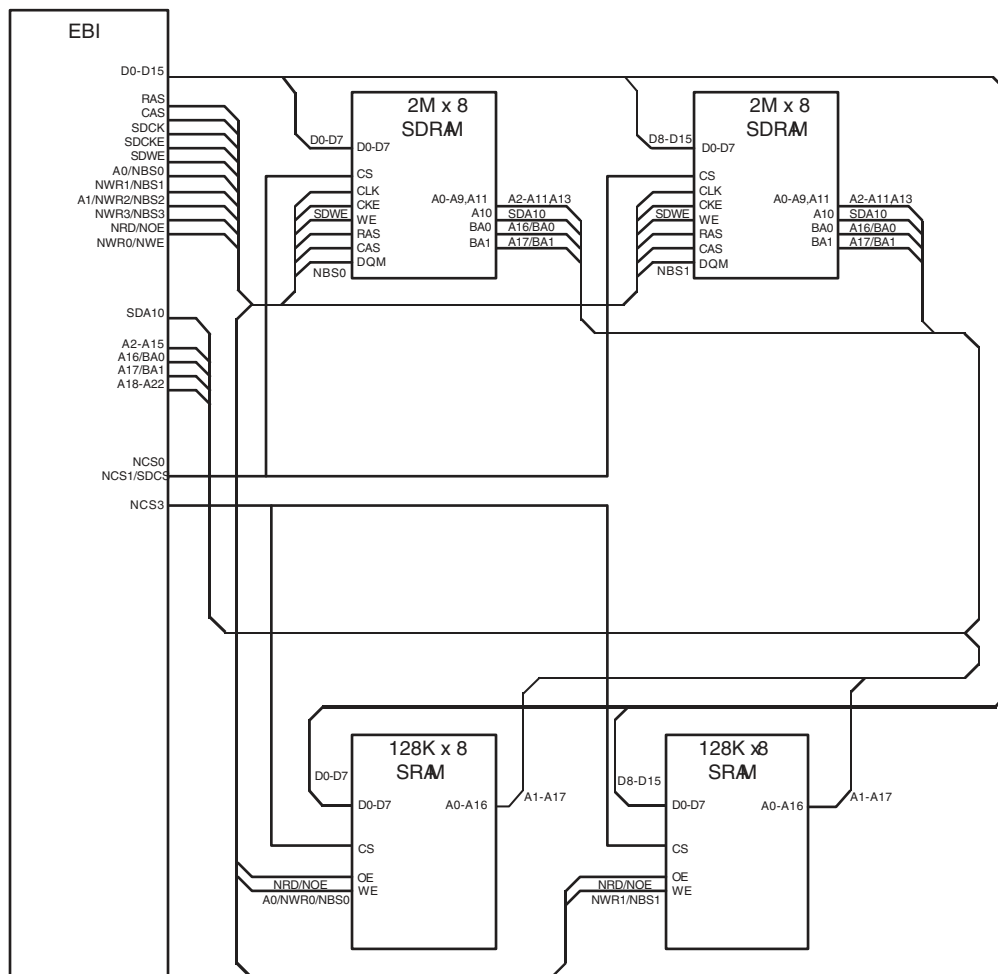 EBI
D0-D15
RAS
CAS
SDCK
SDCKE
SDWE
A0/NBS0
NWR1/NBS1
A1/NWR2/NBS2
NWR3/NBS3
NRD/NOE
NWR0/NWE
SDA10
A2-A15
A16/BA0
A17/BA1
A18-A22
NCS0
NCS1/SDCS
NCS3
2M x 8
SDRAM
D0-D7
D0-D7
CS
CLK
CKE
SDWE
WE
RAS
CAS
DQM
NBS0
A0-A9,A11
A2-A11,A13
A10
SDA10
BA0
A16/BA0
BA1
A17/BA1
2M x 8
SDRAM
D8-D15
D0-D7
CS
CLK
CKE
SDWE
WE
RAS
CAS
DQM
NBS1
A0-A9,A11
A2-A11,A13
A10
SDA10
BA0
A16/BA0
BA1
A17/BA1
128K x 8
SRAM
D0-D7
D0-D7
A0-A16
A1-A17
CS
OE
NRD/NOE
WE
A0/NWR0/NBS0
128K x8
SRAM
D8-D15
D0-D7
A0-A16
A1-A17
CS
OE
NRD/NOE
WE
NWR1/NBS1